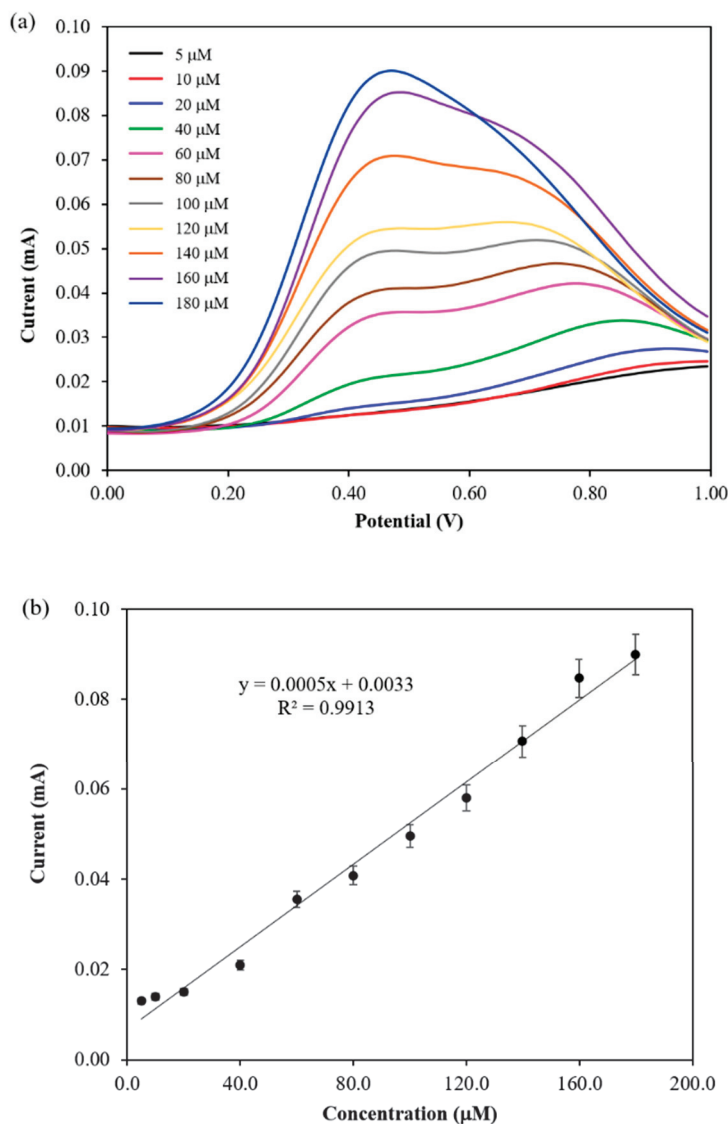 (a)
0.10
0.09
0.08
0.07
0.06
0.05
0.04
0.03
0.02
0.01
0.00
Cutrent (mA)
5 µM
10 µM
20 µM
40 µM
60 µM
80 µM
100 µM
120 µM
140 µM
160 µM
180 µM
0.00 0.20 0.40 0.60 0.80 1.00
Potential (V)
(b)
0.10
0.08
0.06
0.04
0.02
0.00
Current (mA)
y = 0.0005x + 0.0033
R² = 0.9913
0.0 40.0 80.0 120.0 160.0 200.0
Concentration (µM)